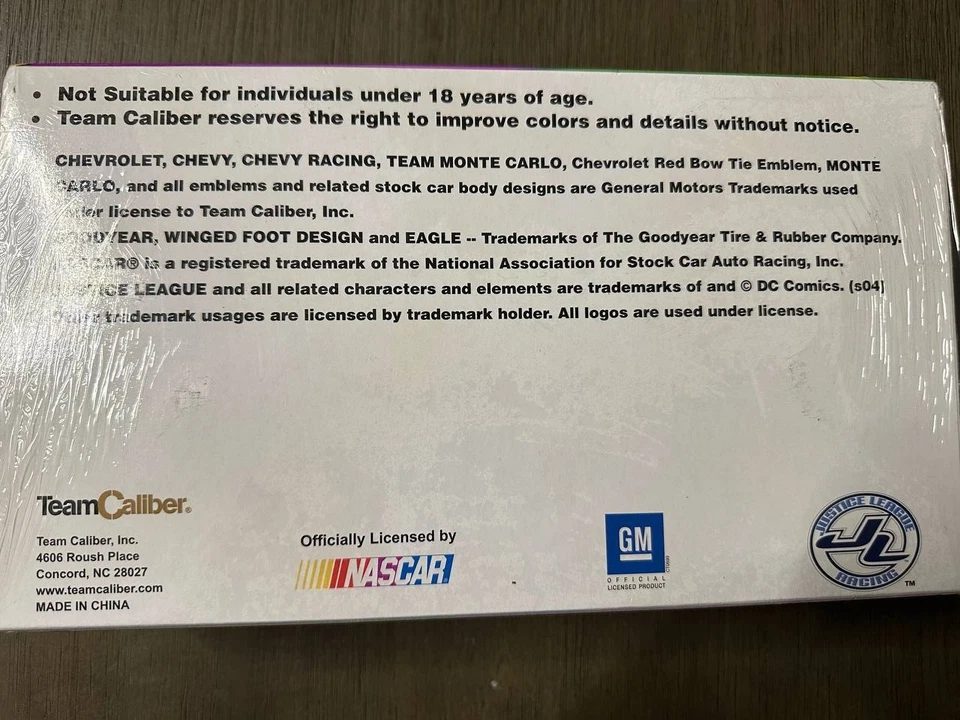 • Not Suitable for individuals under 18 years of age.
• Team Caliber reserves the right to improve colors and details without notice.
CHEVROLET, CHEVY, CHEVY RACING, TEAM MONTE CARLO, Chevrolet Red Bow Tie Emblem, MONTE
CARLO, and all emblems and related stock car body designs are General Motors Trademarks used
under license to Team Caliber, Inc.
GOODYEAR, WINGED FOOT DESIGN and EAGLE -- Trademarks of The Goodyear Tire & Rubber Company.
NASCAR® is a registered trademark of the National Association for Stock Car Auto Racing, Inc.
JUSTICE LEAGUE and all related characters and elements are trademarks of and © DC Comics. (s04)
Other trademark usages are licensed by trademark holder. All logos are used under license.
TeamCaliber®
Team Caliber, Inc.
4606 Roush Place
Concord, NC 28027
www.teamcaliber.com
MADE IN CHINA
Officially Licensed by
NASCAR
GM
OFFICIAL
LICENSED PRODUCT
JUSTICE LEAGUE
JL
RACING
TM